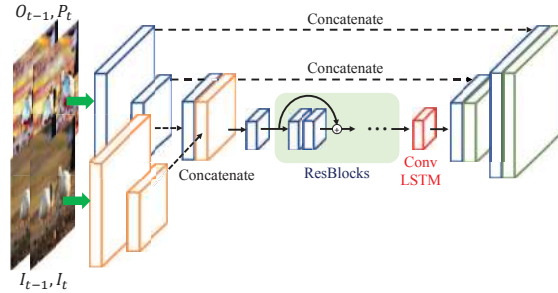 O_{t-1}, P_t
Concatenate
Concatenate
Concatenate
ResBlocks
Conv
LSTM
I_{t-1}, I_t